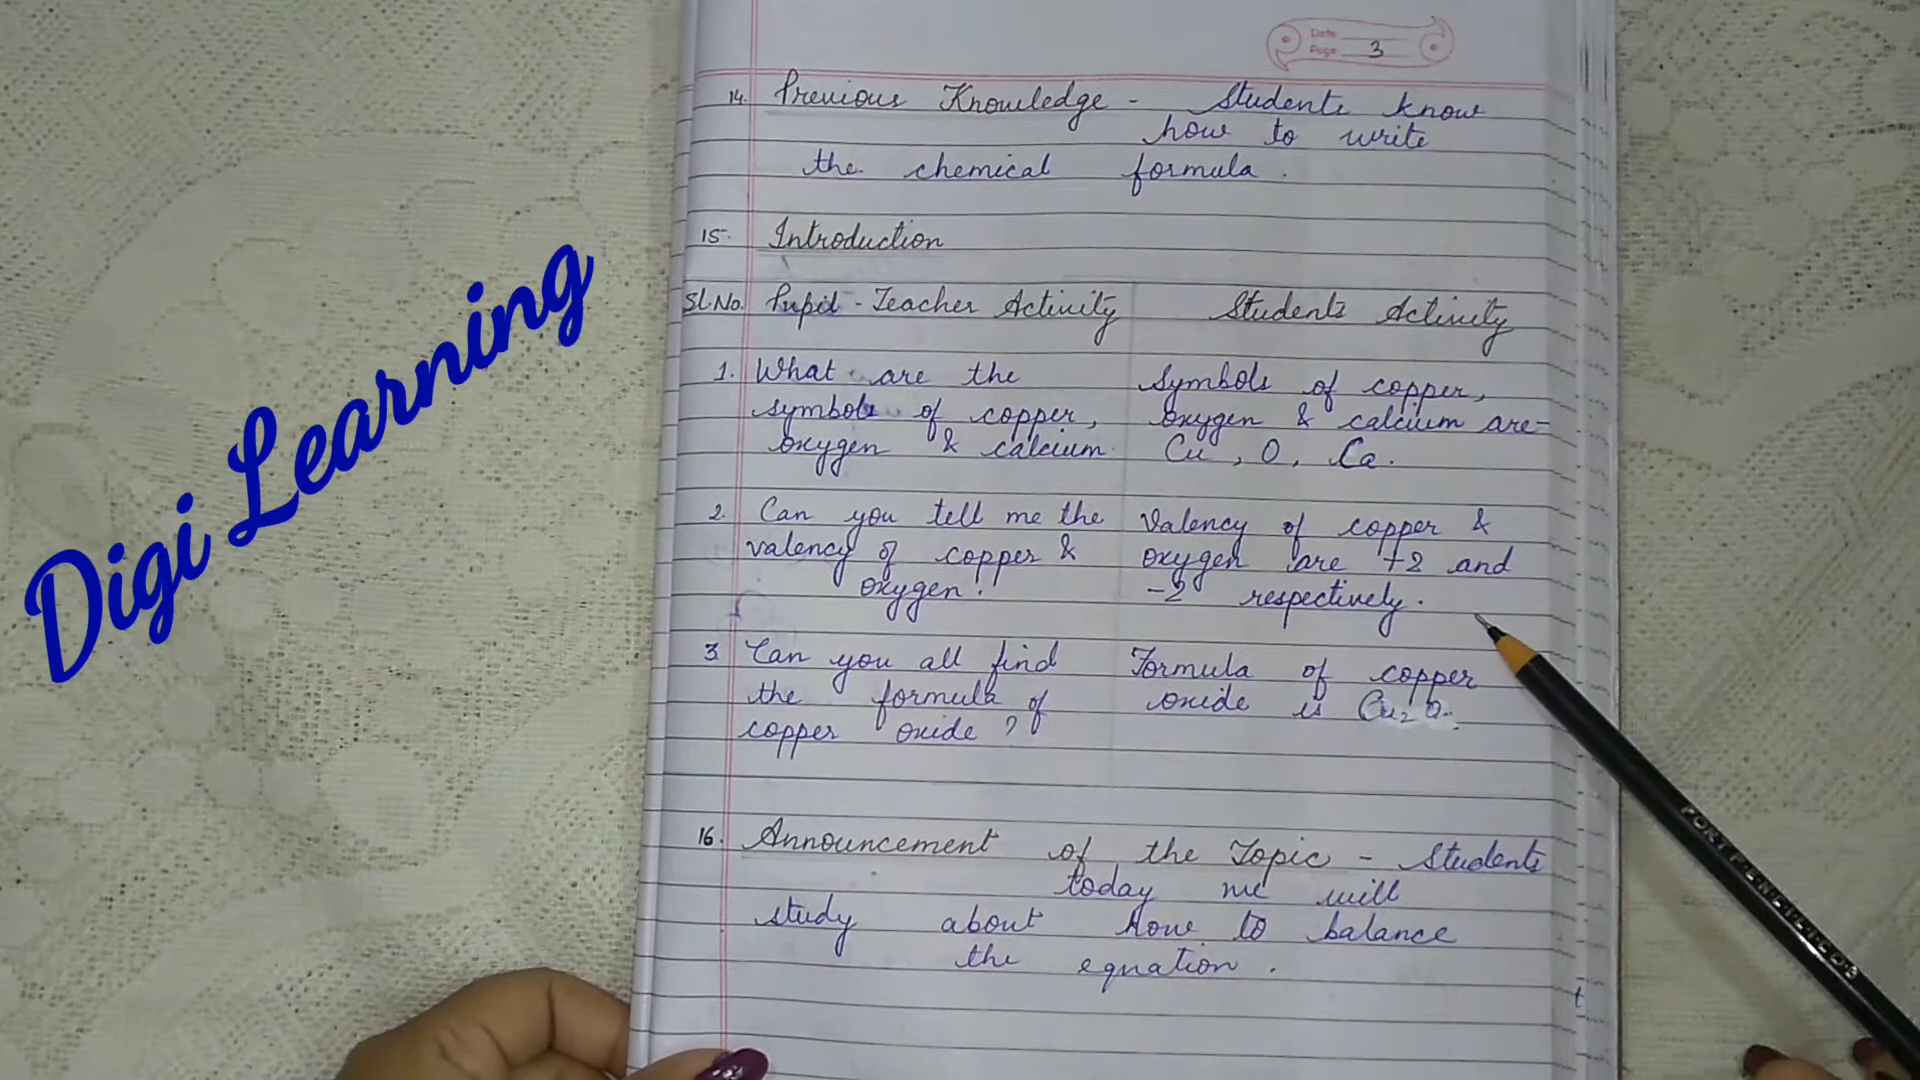 Digi Learning
Date
Page 3
14. Previous Knowledge - Students know
how to write
the chemical formula.
15. Introduction
Sl.No. Pupil-Teacher Activity Students Activity
1. What are the
symbols of copper,
oxygen & calcium.
Symbols of copper,
oxygen & calcium are-
Cu, O, Ca.
2. Can you tell me the
valency of copper &
oxygen.
Valency of copper &
oxygen are +2 and
-2 respectively.
3. Can you all find
the formula of
copper oxide?
Formula of copper
oxide is Cu2O.
16. Announcement of the Topic - Students
today we will
study about how to balance
the equation.